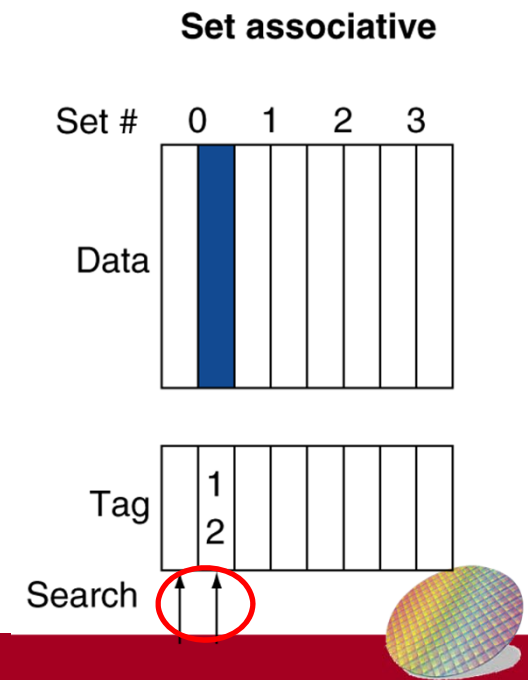 Set associative
Set # 0 1 2 3
Data
Tag
1
2
Search